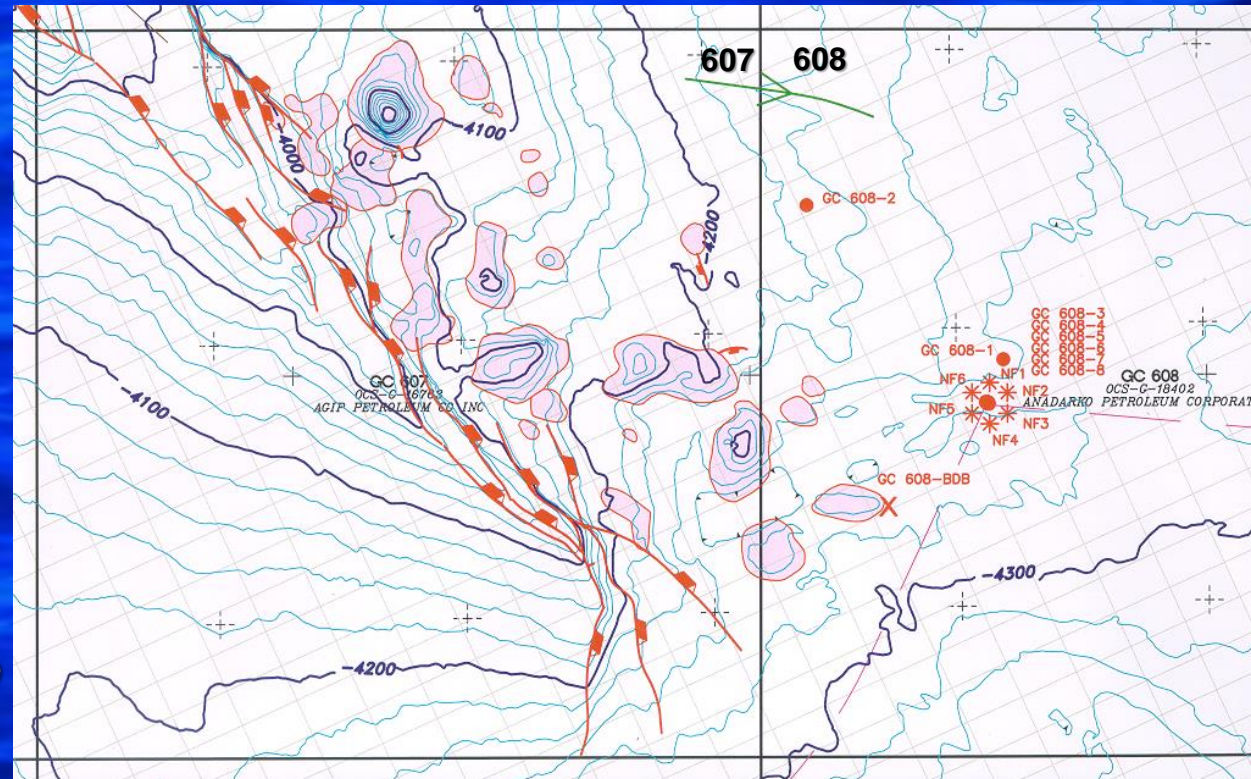 607 608
-4100
-4000
GC 608-2
-4200
GC 608-3
GC 608-4
GC 608-5
GC 608-6
GC 608-7
GC 608-8
GC 608-1
NF1
NF6
NF2
NF5
NF3
NF4
GC 607
OCS-G-16763
AGIP PETROLEUM CO INC
GC 608
OCS-G-18402
ANADARKO PETROLEUM CORPORAT
-4100
GC 608-BDB
-4300
-4200